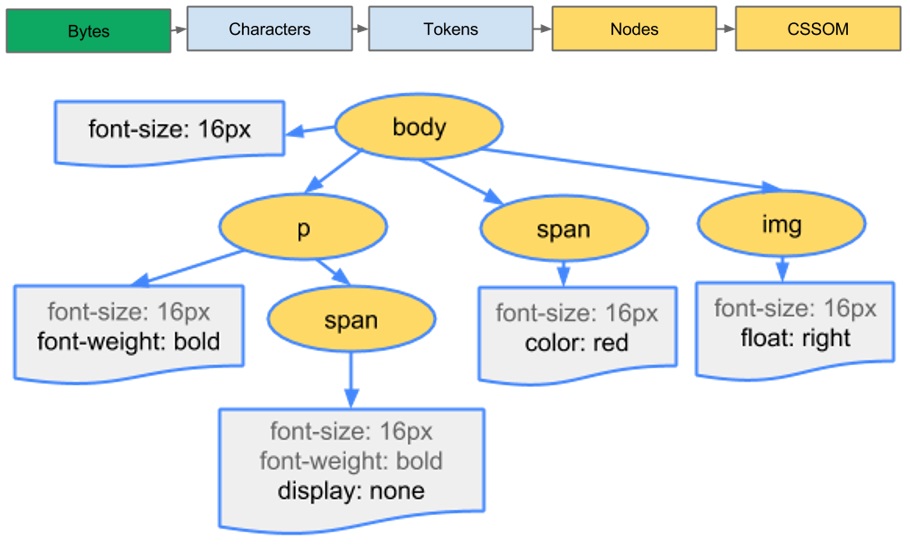 Bytes
Characters
Tokens
Nodes
CSSOM
font-size: 16px
body
p
span
img
font-size: 16px
font-weight: bold
span
font-size: 16px
color: red
font-size: 16px
float: right
font-size: 16px
font-weight: bold
display: none